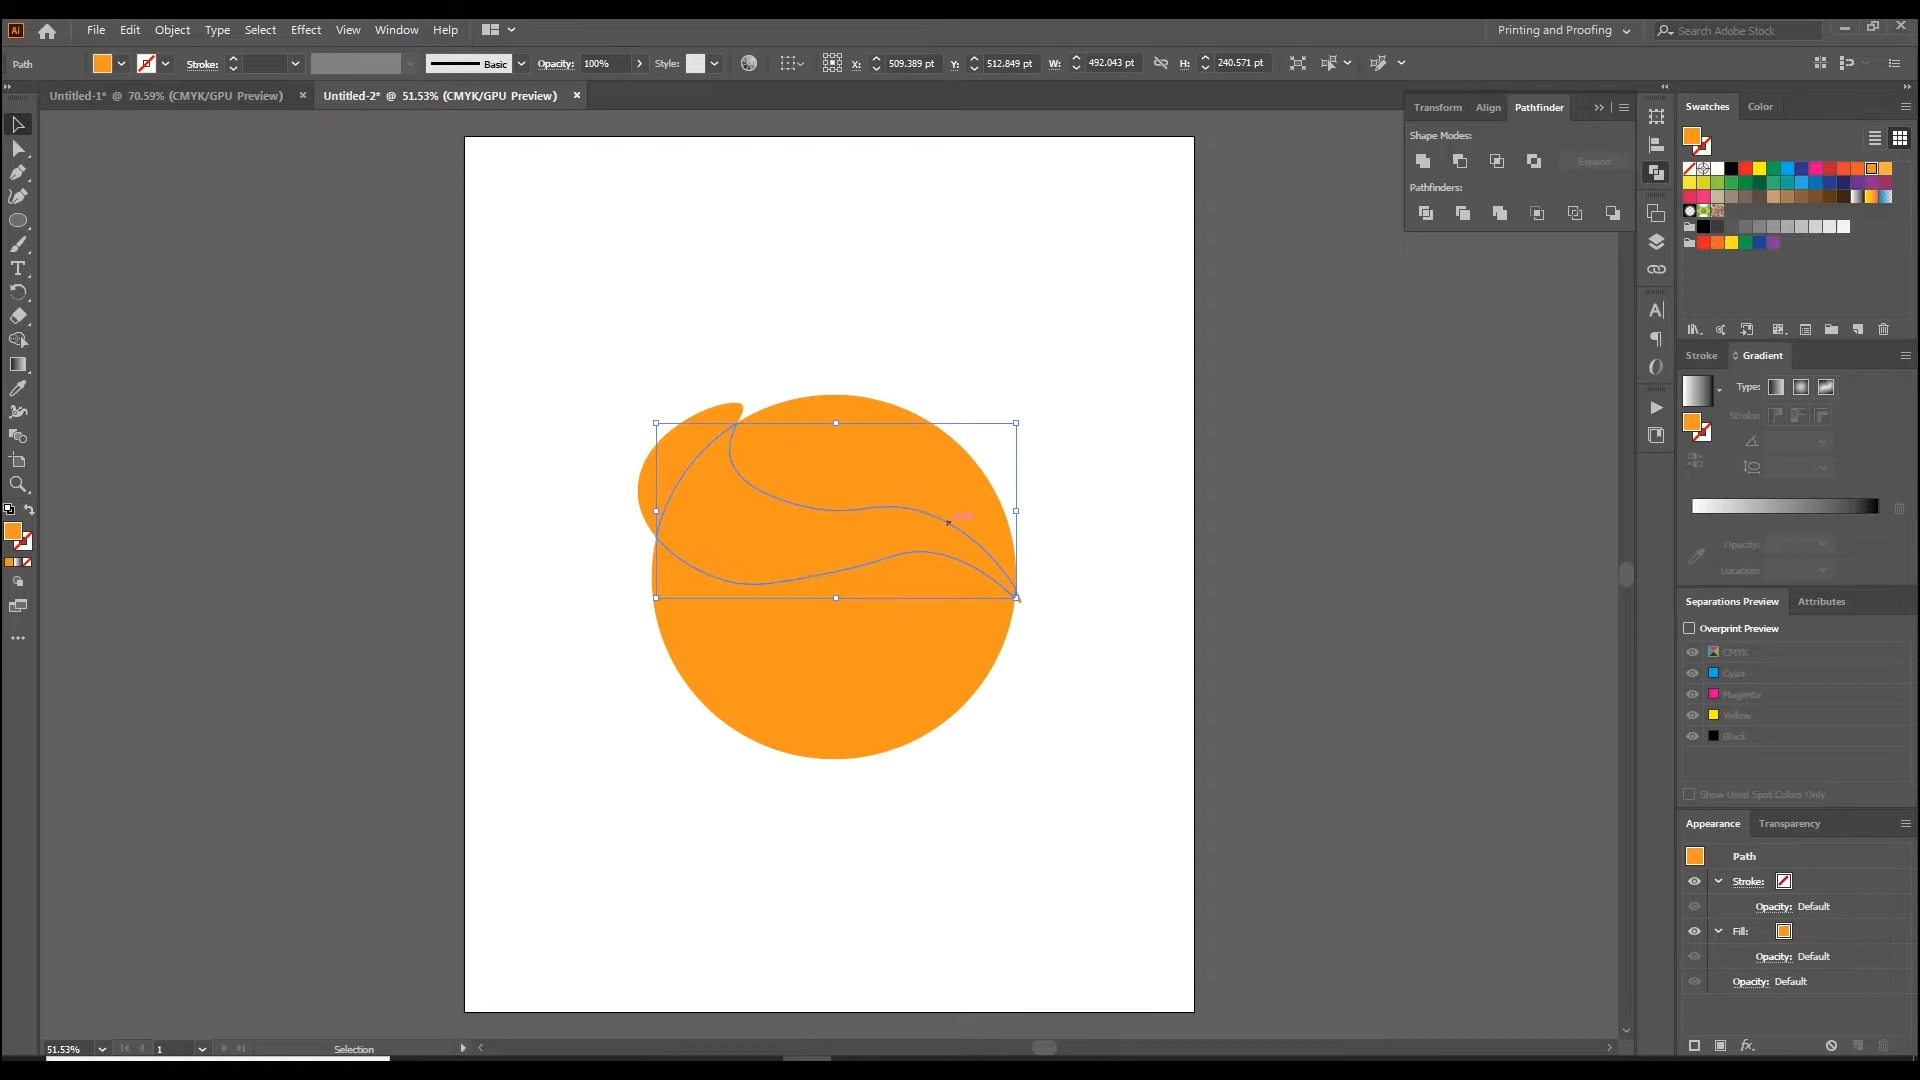 Ai File Edit Object Type Select Effect View Window Help Printing and Proofing Search Adobe Stock
Path Stroke: Basic Opacity: 100% Style: X: 509.389 pt Y: 512.849 pt W: 492.043 pt H: 240.571 pt
Untitled-1* @ 70.59% (CMYK/GPU Preview) × Untitled-2* @ 51.53% (CMYK/GPU Preview) ×
Transform Align Pathfinder
Shape Modes:
Expand
Pathfinders:
Swatches Color
Stroke Gradient
Type:
Stroke:
Opacity:
Location:
Separations Preview Attributes
Overprint Preview
CMYK
Cyan
Magenta
Yellow
Black
Show Used Spot Colors Only
Appearance Transparency
Path
Stroke:
Opacity: Default
Fill:
Opacity: Default
Opacity: Default
fx.
51.53% 1 Selection